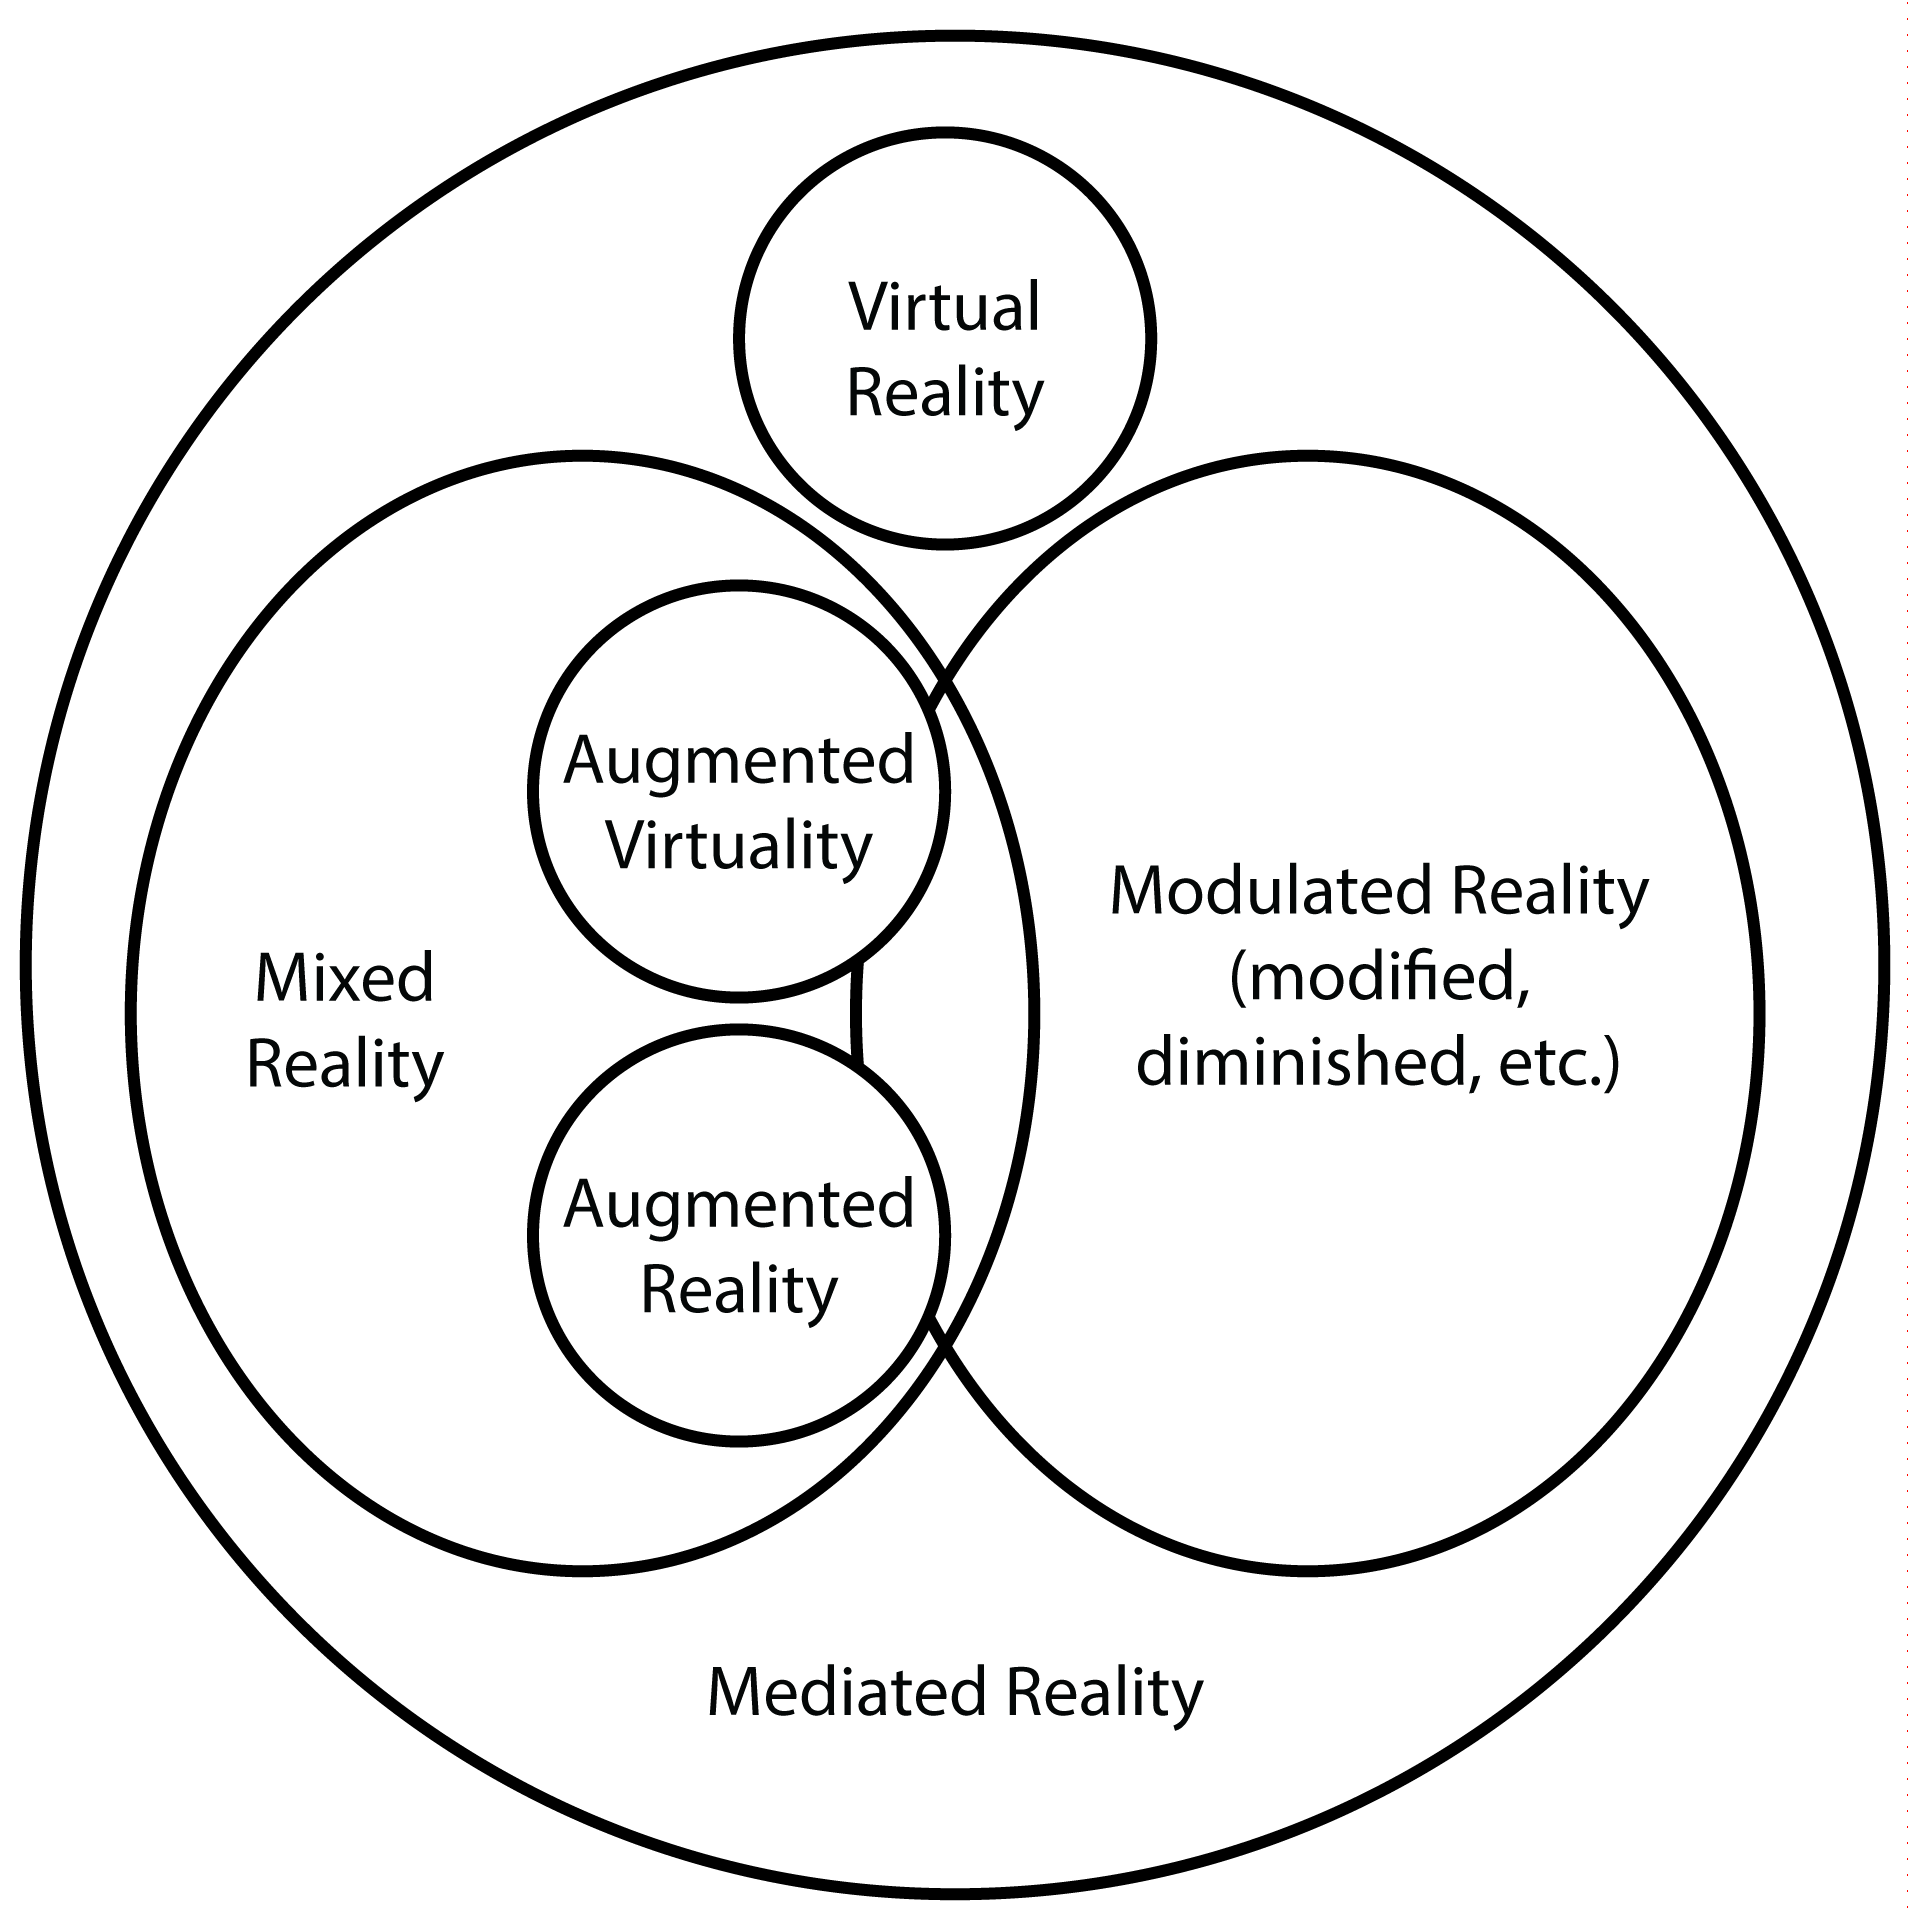 Virtual
Reality
Augmented
Virtuality
Mixed
Reality
Augmented
Reality
Modulated Reality
(modified,
diminished, etc.)
Mediated Reality